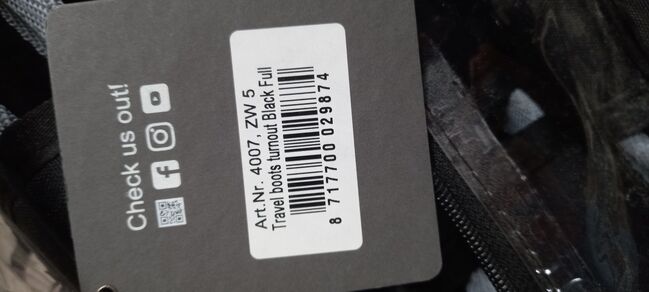 Check us out!
Art.Nr. 4007, ZW 5
Travel boots turnout Black Full
8 717700 029874